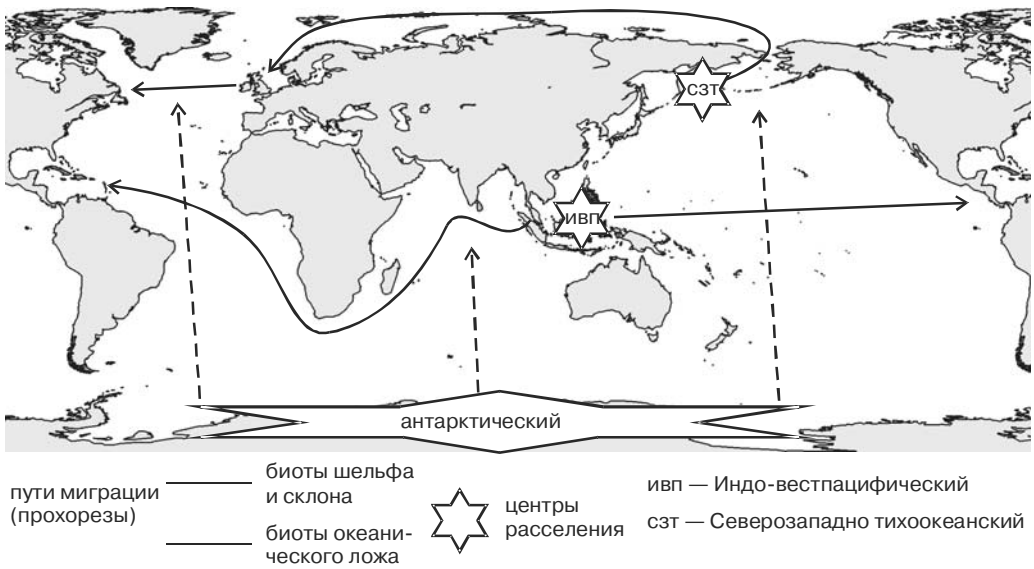 сзт
ивп
антарктический
пути миграции
(прохорезы)
биоты шельфа
и склона
биоты океани-
ческого ложа
центры
расселения
ивп — Индо-вестпацифический
сзт — Северозападно тихоокеанский